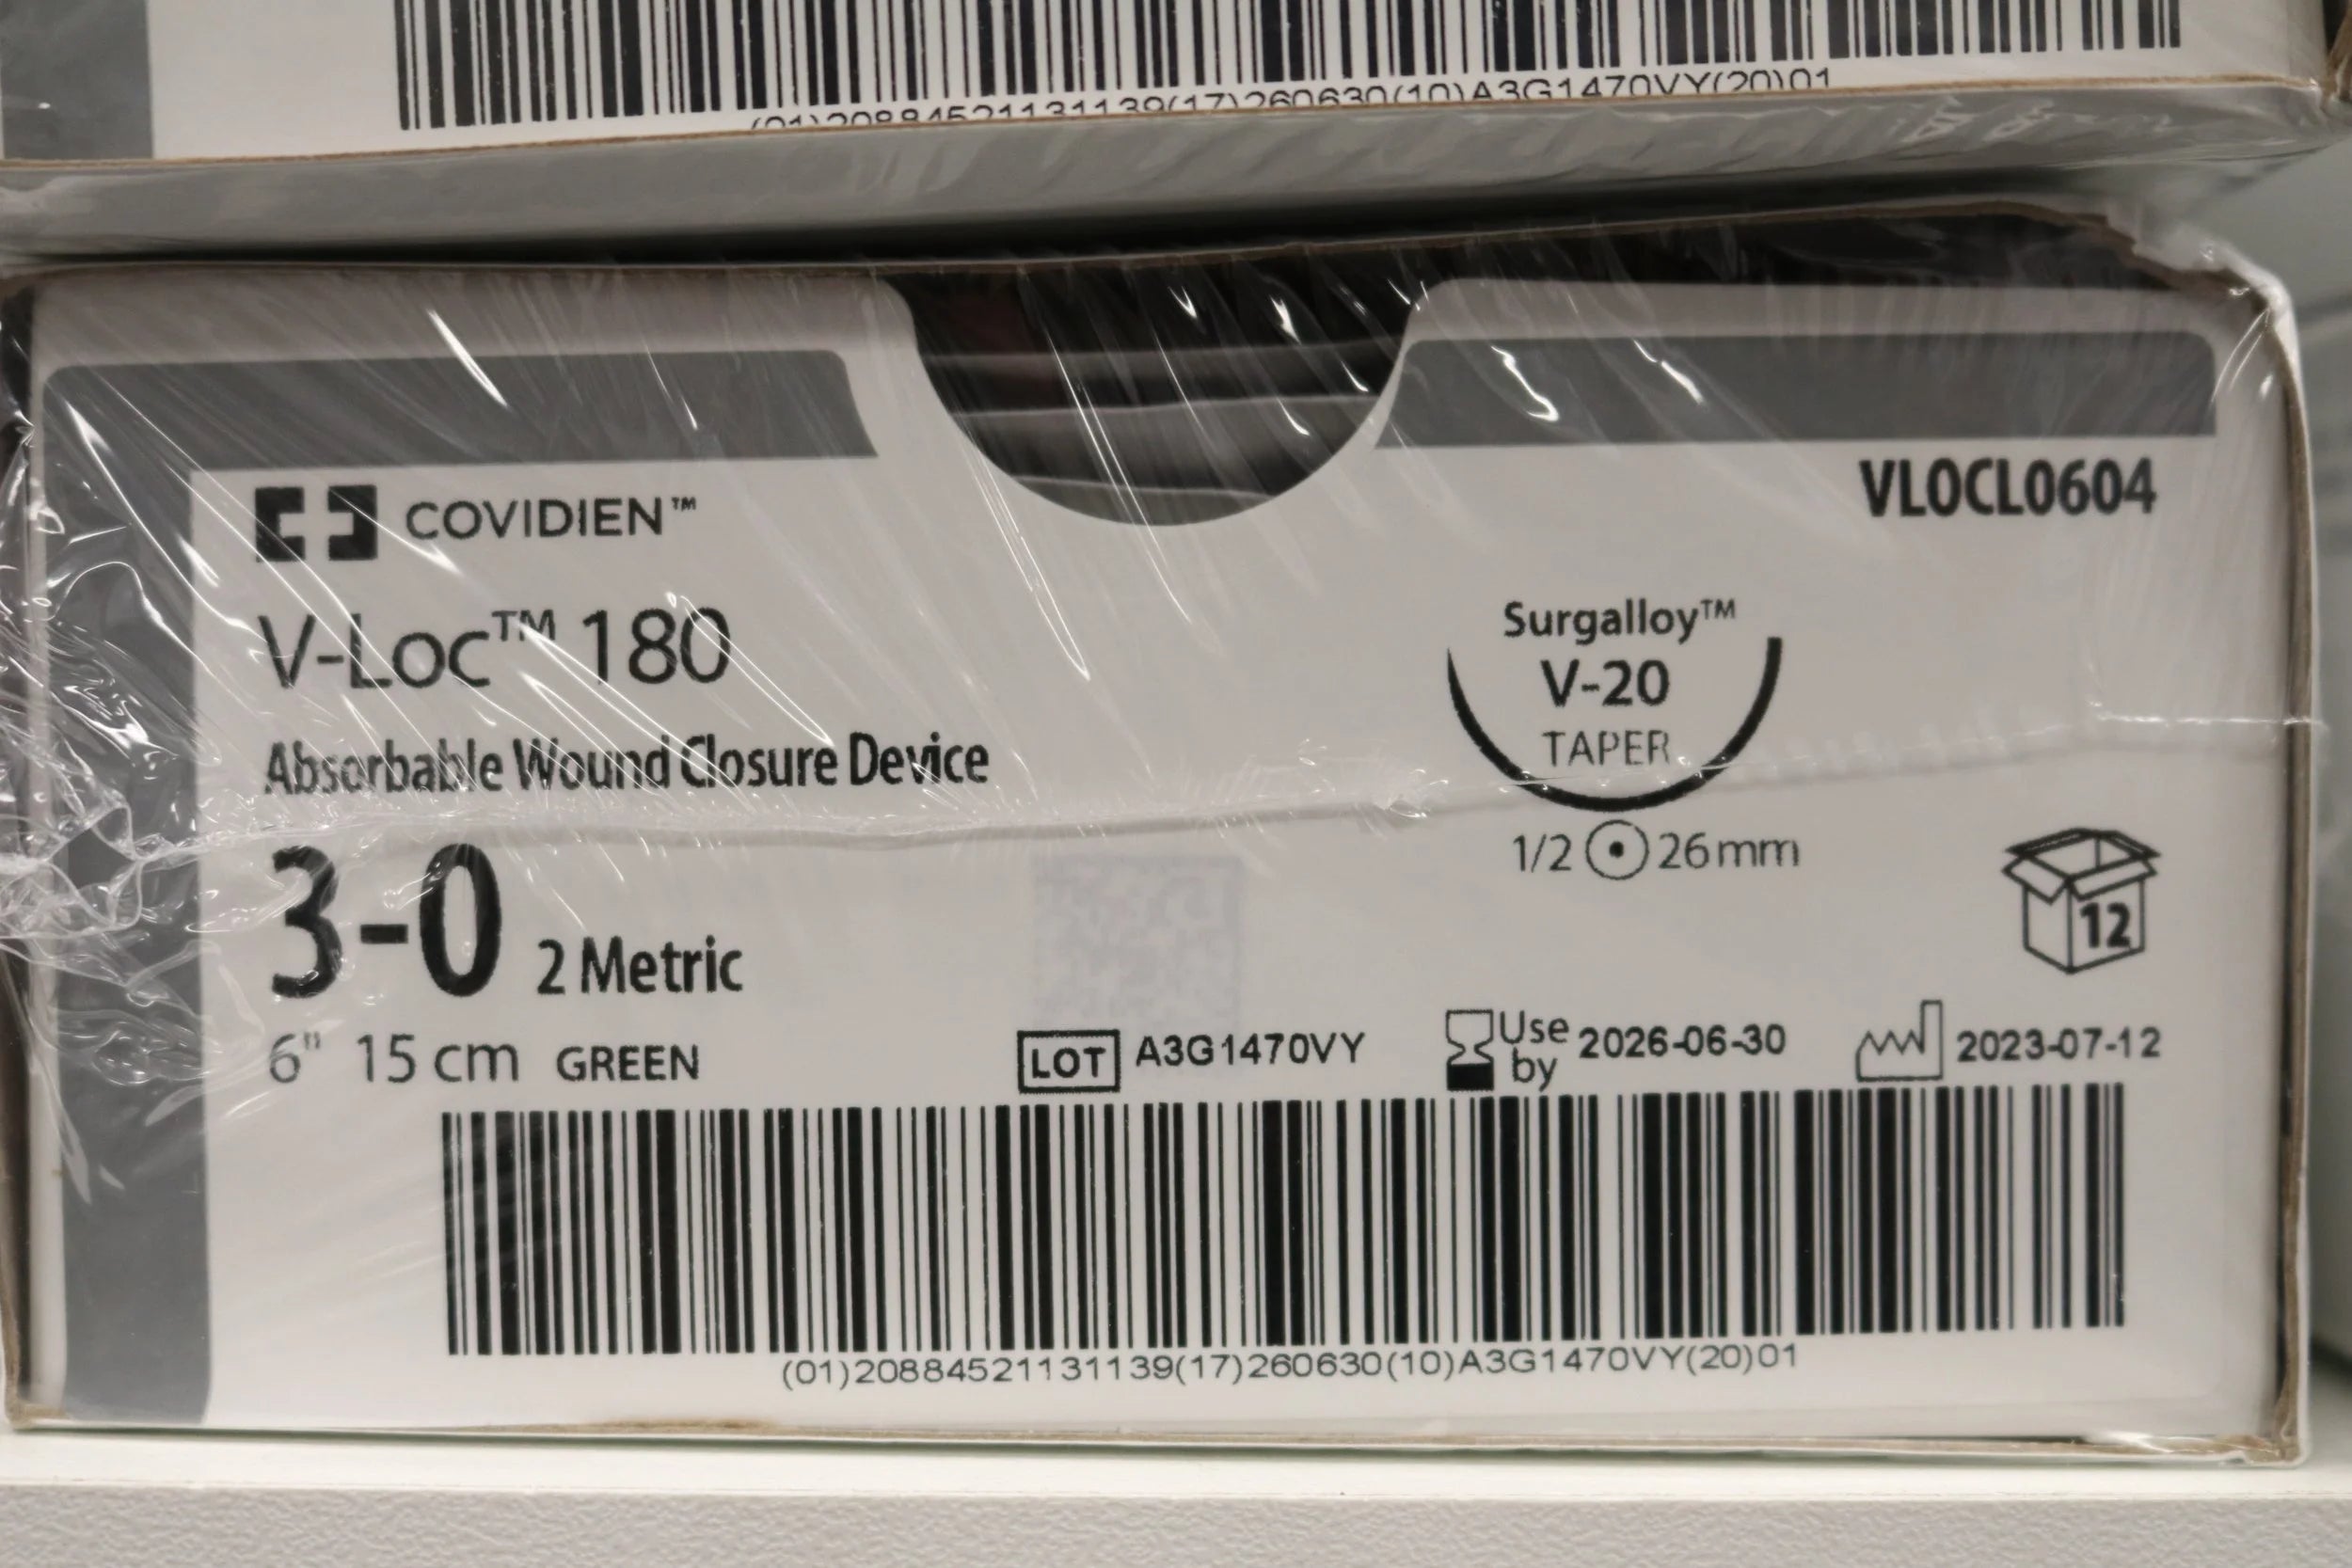 (01)20884521131139(17)260630(10)A3G1470VY(20)01
COVIDIEN™
VLOCL0604
V-Loc™ 180
Absorbable Wound Closure Device
Surgalloy™
V-20
TAPER
1/2 26 mm
3-0 2 Metric
12
6" 15 cm GREEN
LOT A3G1470VY
Use by 2026-06-30
2023-07-12
(01)20884521131139(17)260630(10)A3G1470VY(20)01